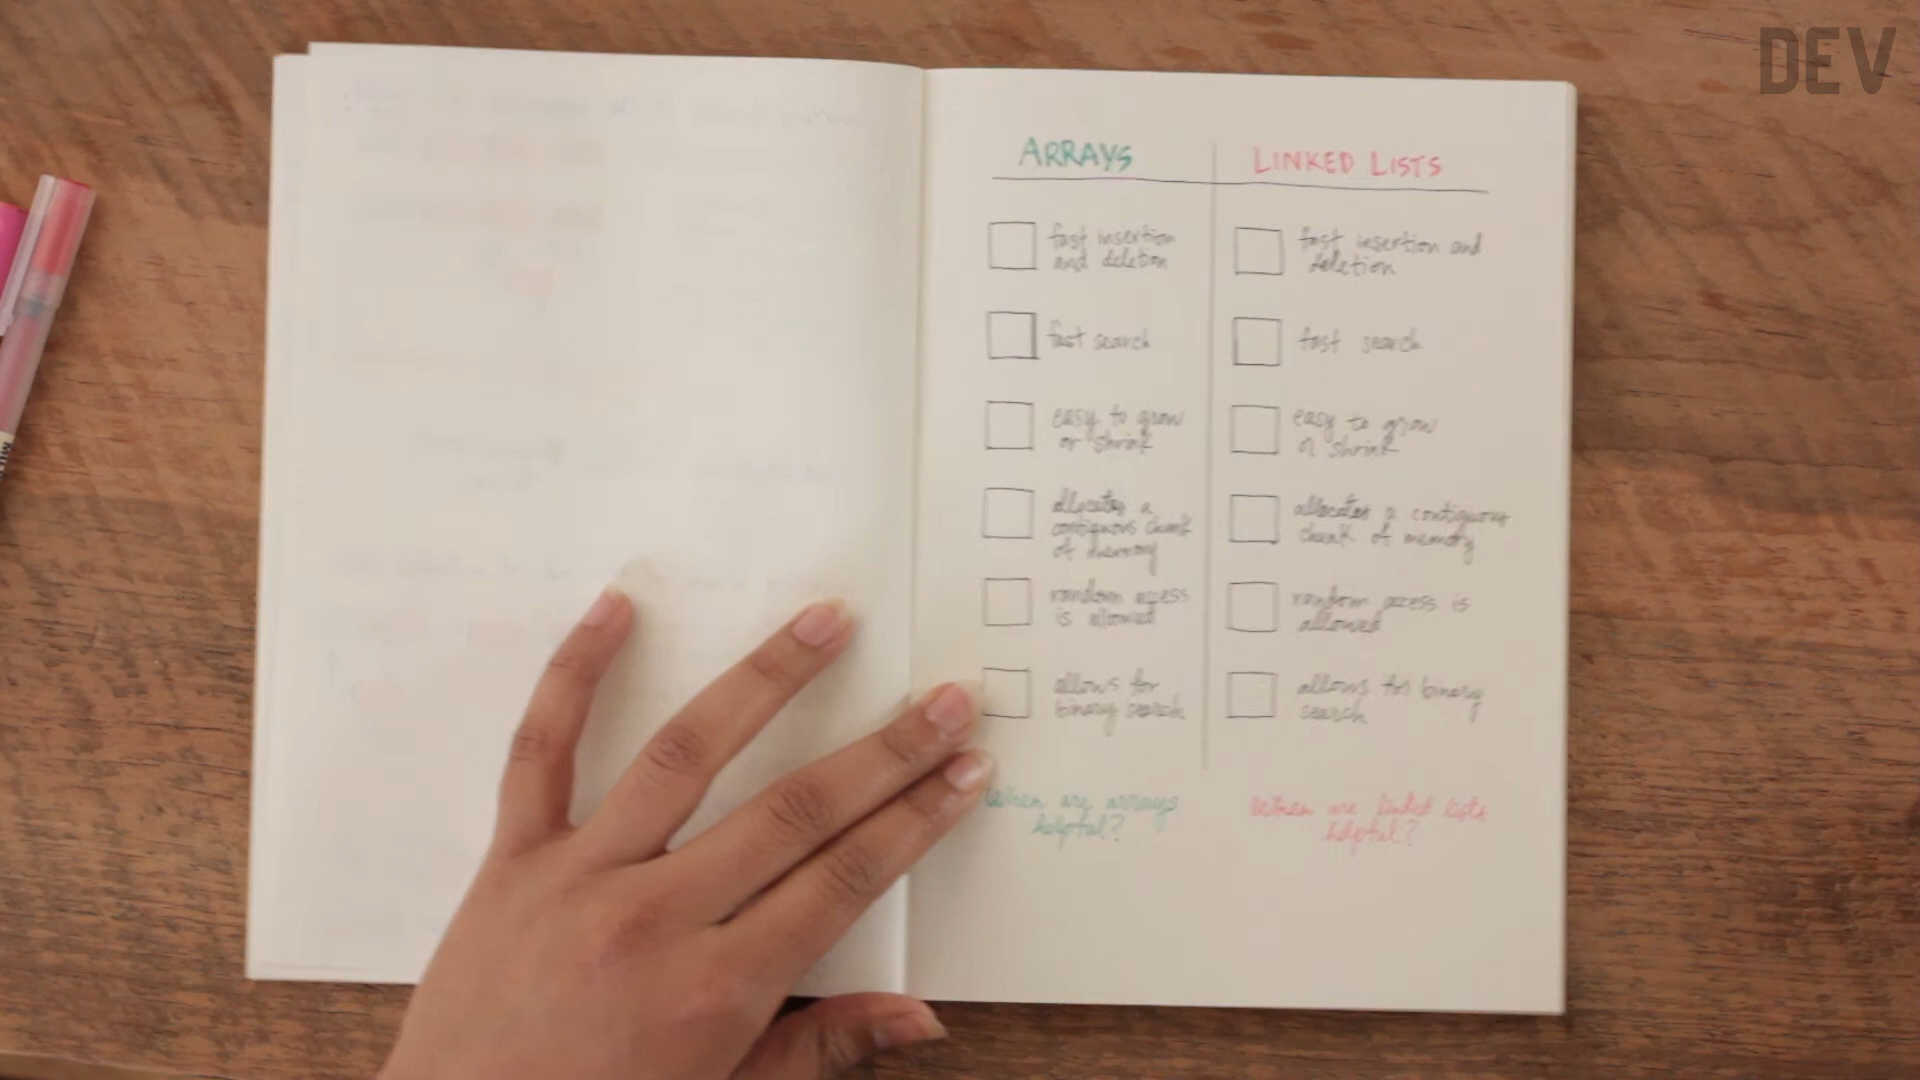 DEV
ARRAYS
fast insertion
and deletion
fast search
easy to grow
or shrink
allocates a
contiguous chunk
of memory
random access
is allowed
allows for
binary search
When are arrays
helpful?
LINKED LISTS
fast insertion and
deletion
fast search
easy to grow
or shrink
allocates a contiguous
chunk of memory
random access is
allowed
allows for binary
search
When are linked lists
helpful?